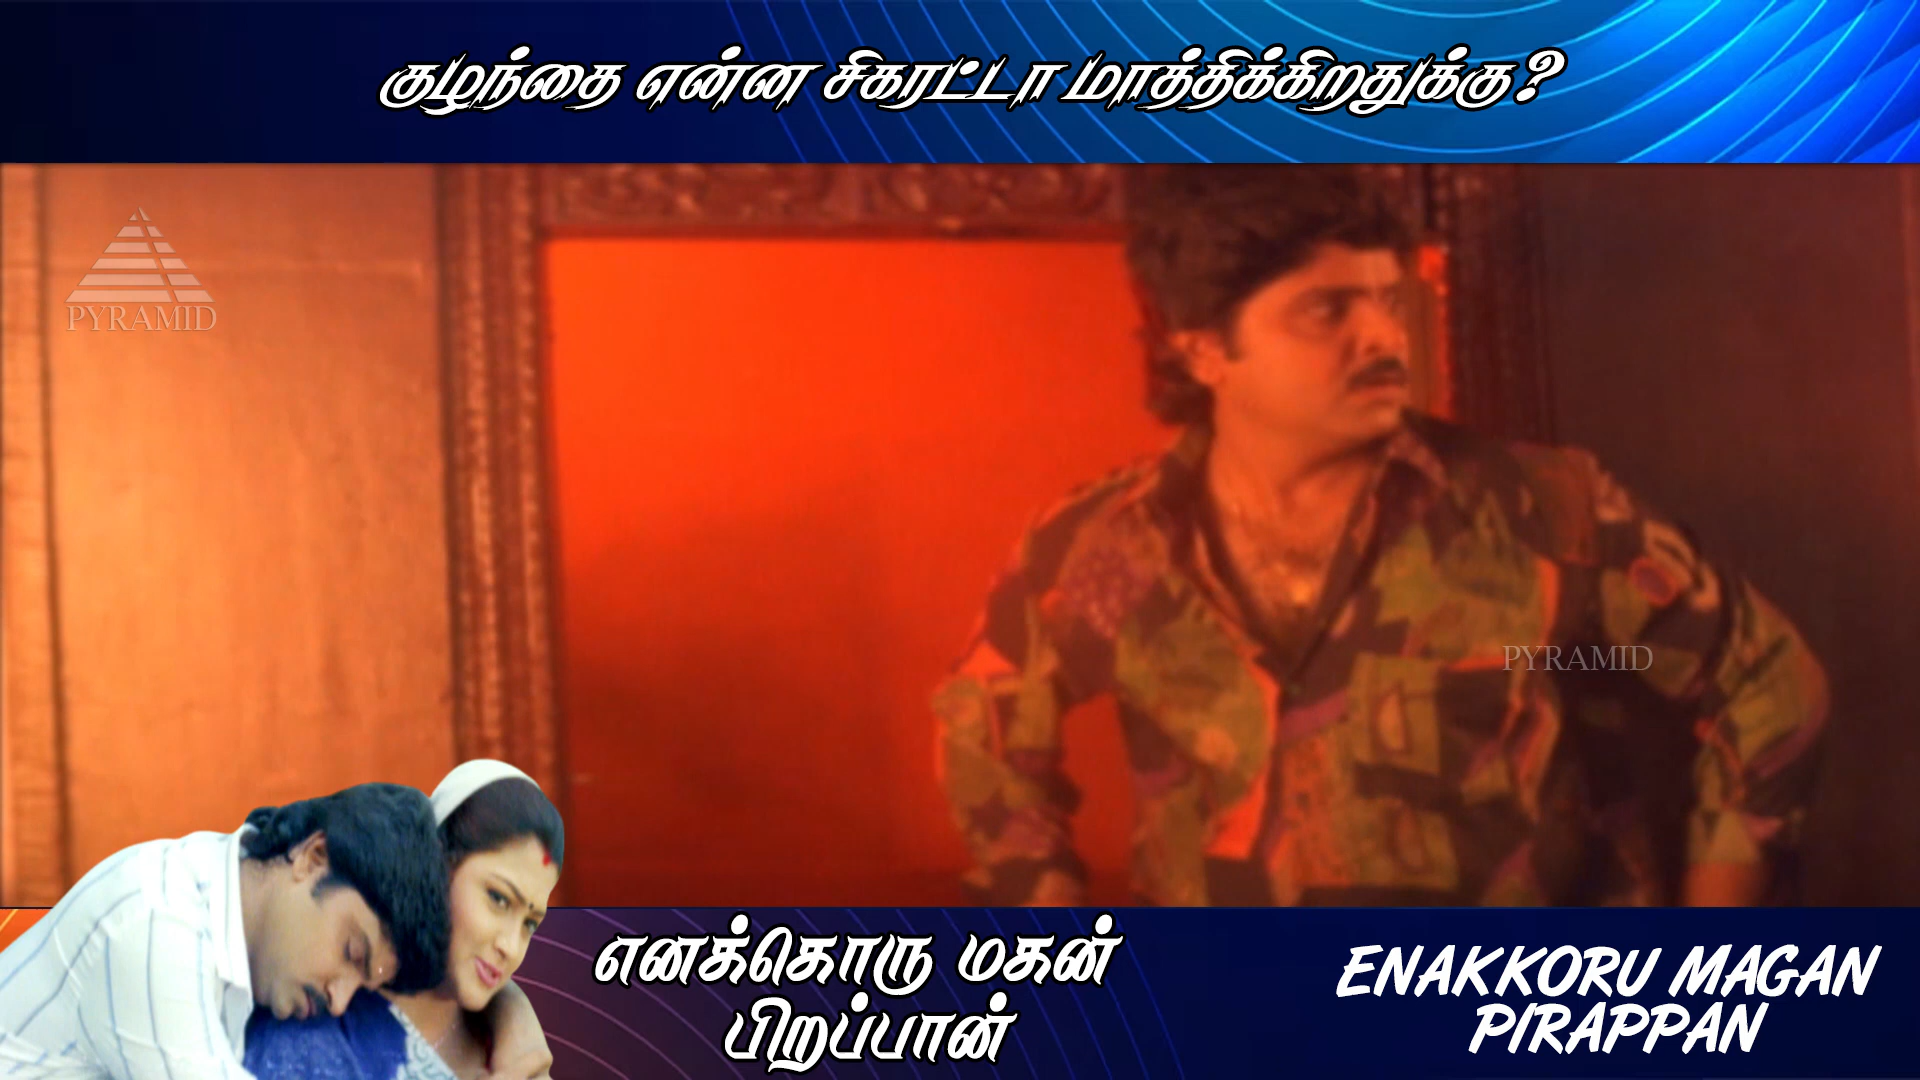 குழந்தை என்ன சிகரட்டா மாத்திக்கிறதுக்கு?
PYRAMID
PYRAMID
எனக்கொரு மகன்
பிறப்பான்
ENAKKORU MAGAN
PIRAPPAN